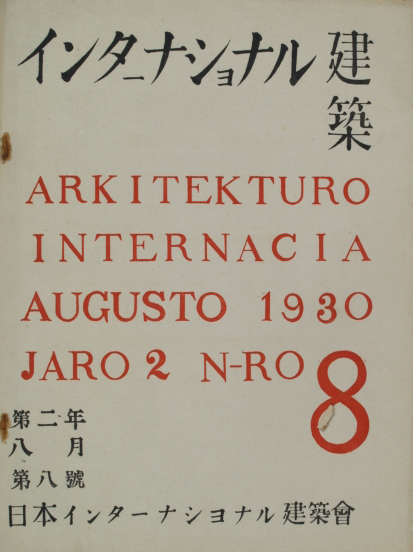 インターナショナル建築
ARKITEKTURO
INTERNACIA
AUGUSTO 1930
JARO 2 N-RO 8
第二年
八月
第八號
日本インターナショナル建築會